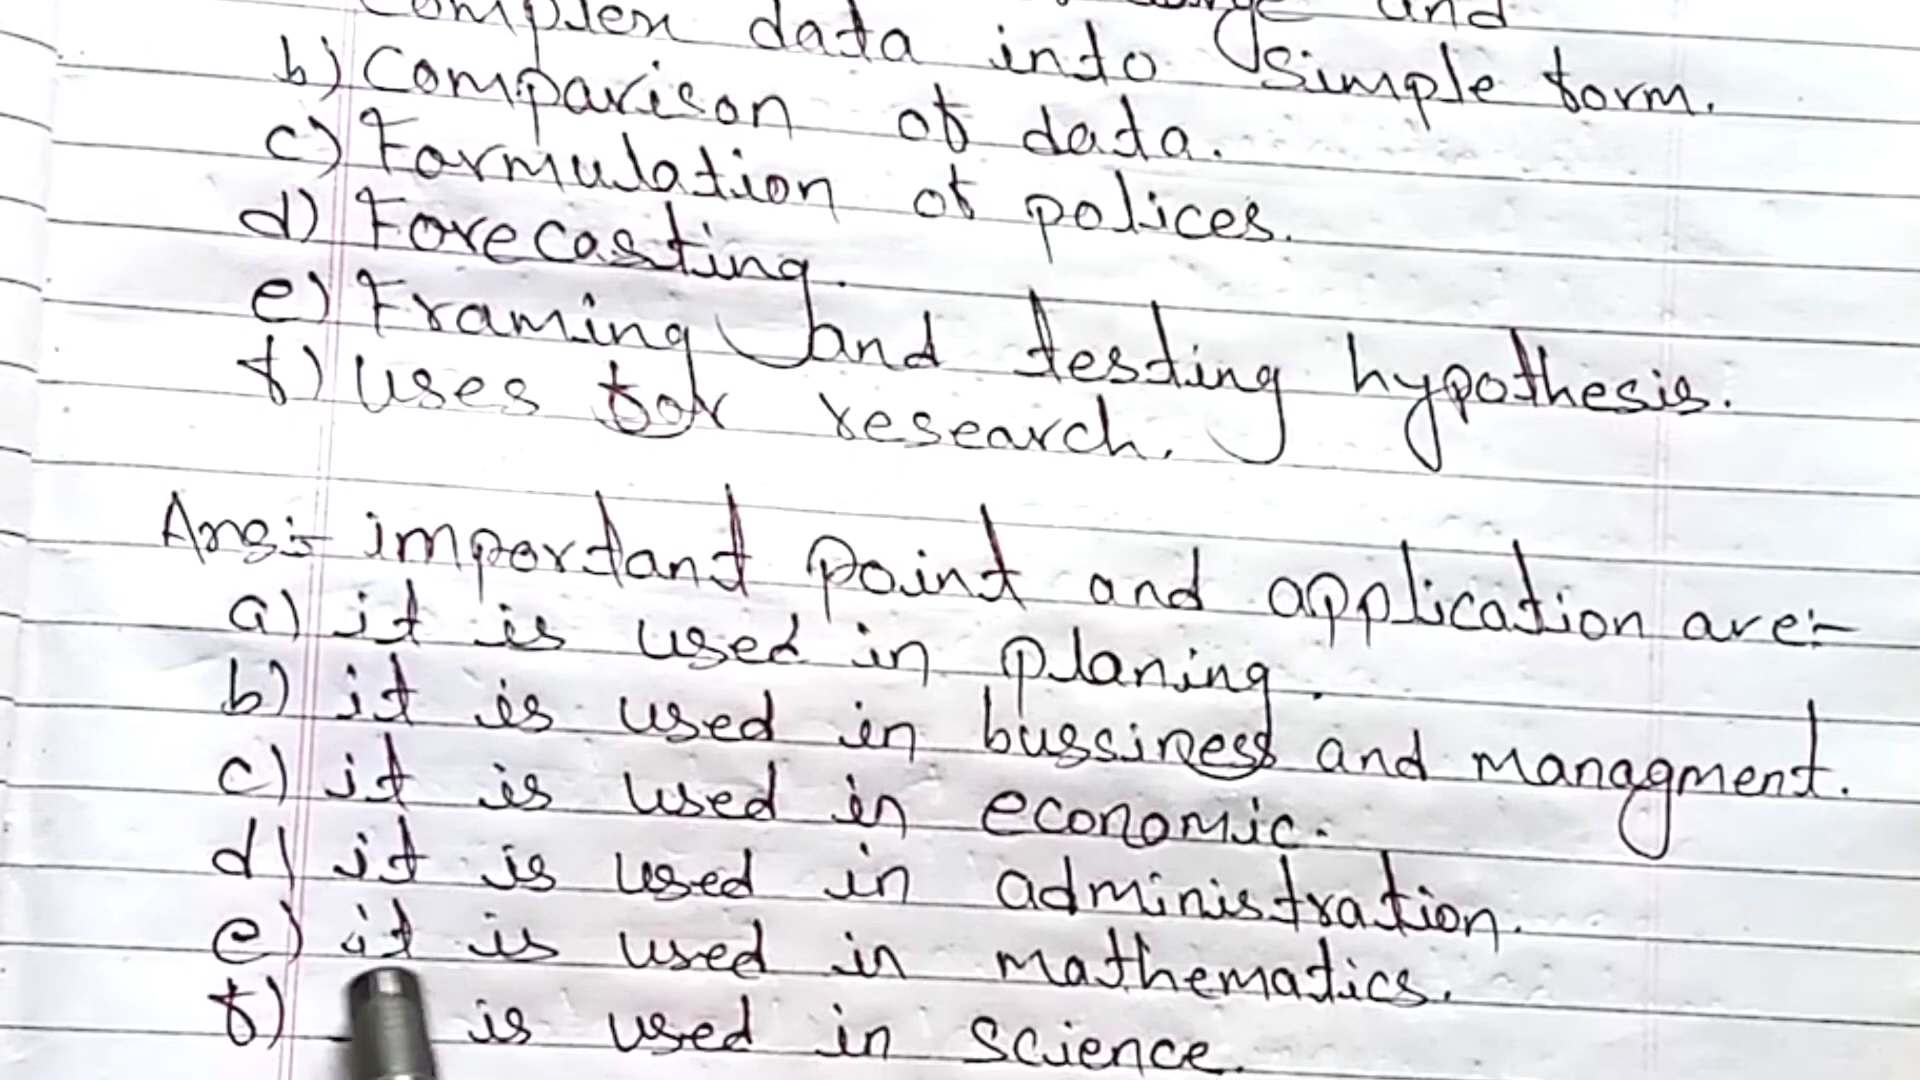 complex data into simple form.
b) Comparison of data.
c) Formulation of polices.
d) Forecasting.
e) Framing and testing hypothesis.
f) Uses for research.
Ans:- important point and application are:-
a) it is used in planing.
b) it is used in bussiness and managment.
c) it is used in economic.
d) it is used in administration.
e) it is used in mathematics.
f) is used in science.